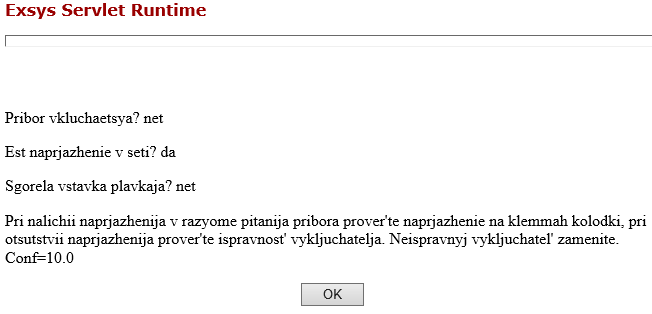 Exsys Servlet Runtime
Pribor vkluchaetsya? net
Est naprjazhenie v seti? da
Sgorela vstavka plavkaja? net
Pri nalichii naprjazhenija v razyome pitanija pribora prover'te naprjazhenie na klemmah kolodki, pri
otsutstvii naprjazhenija prover'te ispravnost' vykljuchatelja. Neispravnyj vykljuchatel' zamenite.
Conf=10.0
OK